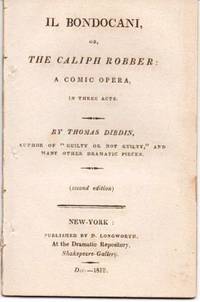 IL BONDOCANI,
OR,
THE CALIPH ROBBER:
A COMIC OPERA,
IN THREE ACTS.
BY THOMAS DIBDIN,
AUTHOR OF "GUILTY OR NOT GUILTY," AND
MANY OTHER DRAMATIC PIECES.
(second edition)
NEW-YORK:
PUBLISHED BY D. LONGWORTH,
At the Dramatic Repository,
Shakspeare-Gallery.
Dec.—1812.